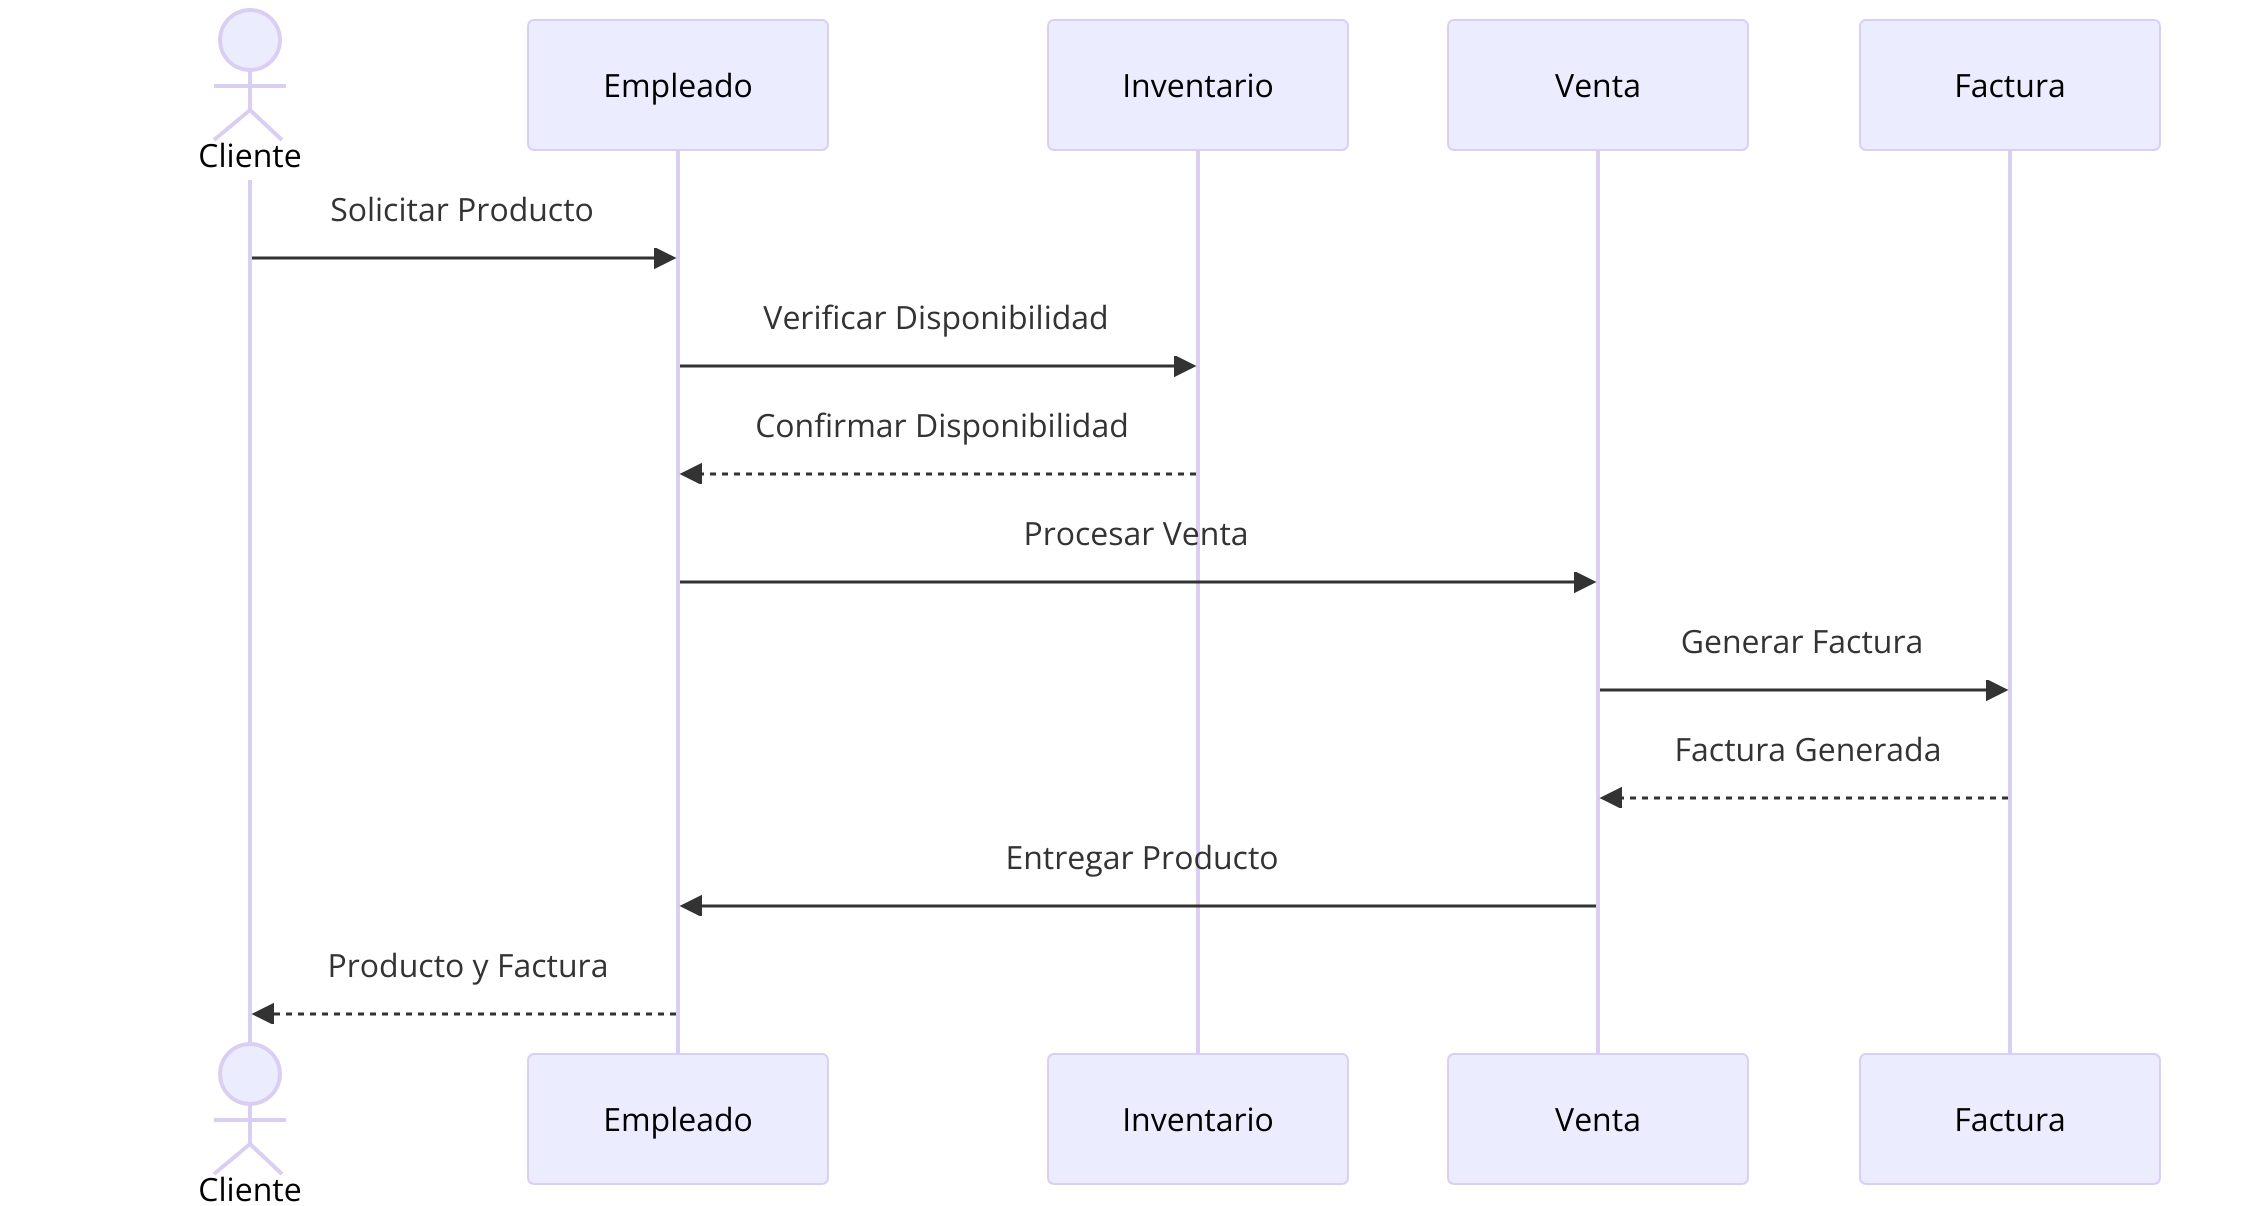 Cliente
Empleado
Inventario
Venta
Factura
Solicitar Producto
Verificar Disponibilidad
Confirmar Disponibilidad
Procesar Venta
Generar Factura
Factura Generada
Entregar Producto
Producto y Factura
Cliente
Empleado
Inventario
Venta
Factura